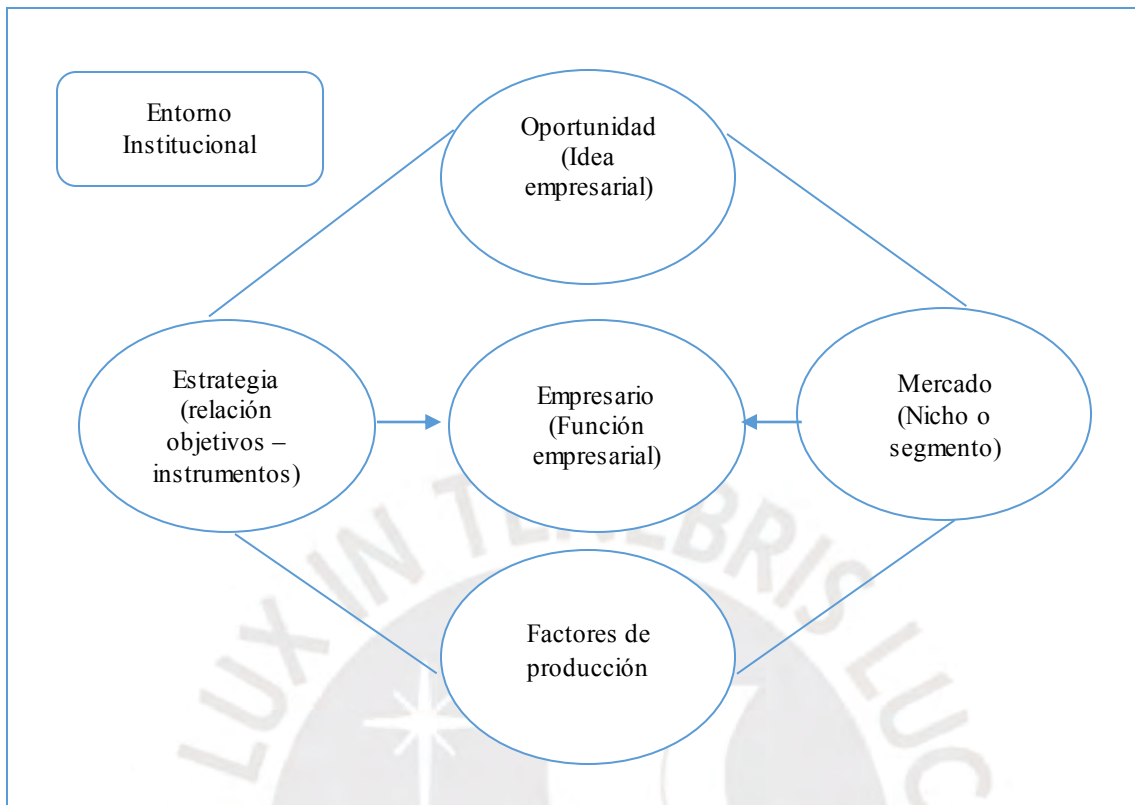 Entorno
Institucional
Oportunidad
(Idea
empresarial)
Estrategia
(relación
objetivos –
instrumentos)
Empresario
(Función
empresarial)
Mercado
(Nicho o
segmento)
Factores de
producción
LUX IN TENEBRIS LUC